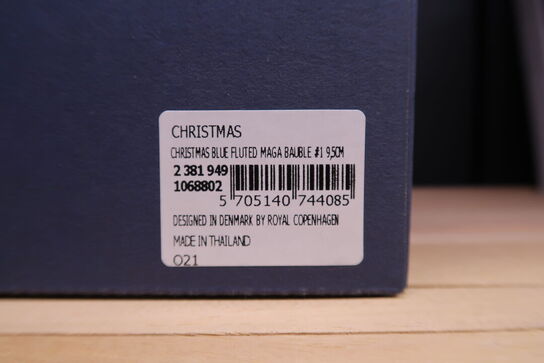 CHRISTMAS
CHRISTMAS BLUE FLUTED MAGA BAUBLE #1 9,5CM
2 381 949
1068802
5 705140 744085
DESIGNED IN DENMARK BY ROYAL COPENHAGEN
MADE IN THAILAND
021